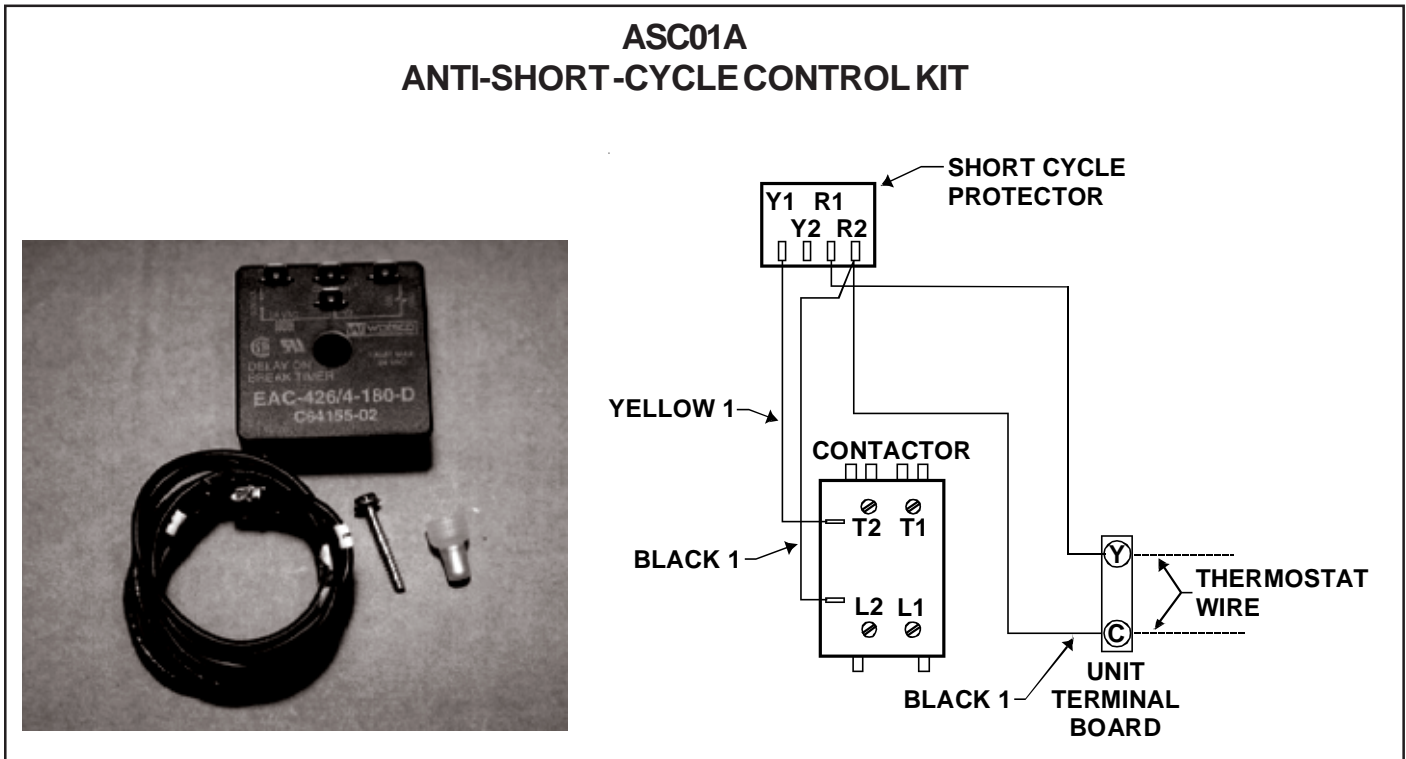 ASC01A
ANTI-SHORT-CYCLE CONTROL KIT
SHORT CYCLE
PROTECTOR
Y1 R1
Y2 R2
YELLOW 1
CONTACTOR
T2 T1
BLACK 1
L2 L1
Y
THERMOSTAT
WIRE
C
BLACK 1
UNIT
TERMINAL
BOARD
DELAY ON
BREAK TIMER
EAC-426/4-180-D
C64155-02